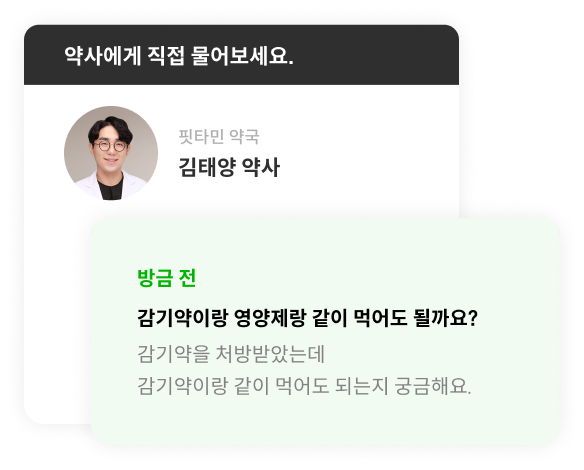 약사에게 직접 물어보세요.
핏타민 약국
김태양 약사
방금 전
감기약이랑 영양제랑 같이 먹어도 될까요?
감기약을 처방받았는데
감기약이랑 같이 먹어도 되는지 궁금해요.